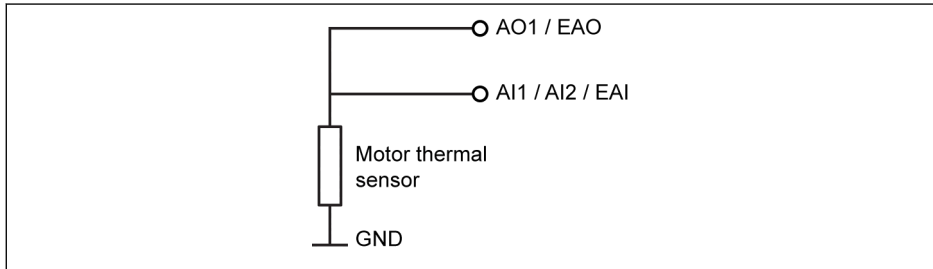 AO1 / EAO
AI1 / AI2 / EAI
Motor thermal
sensor
GND